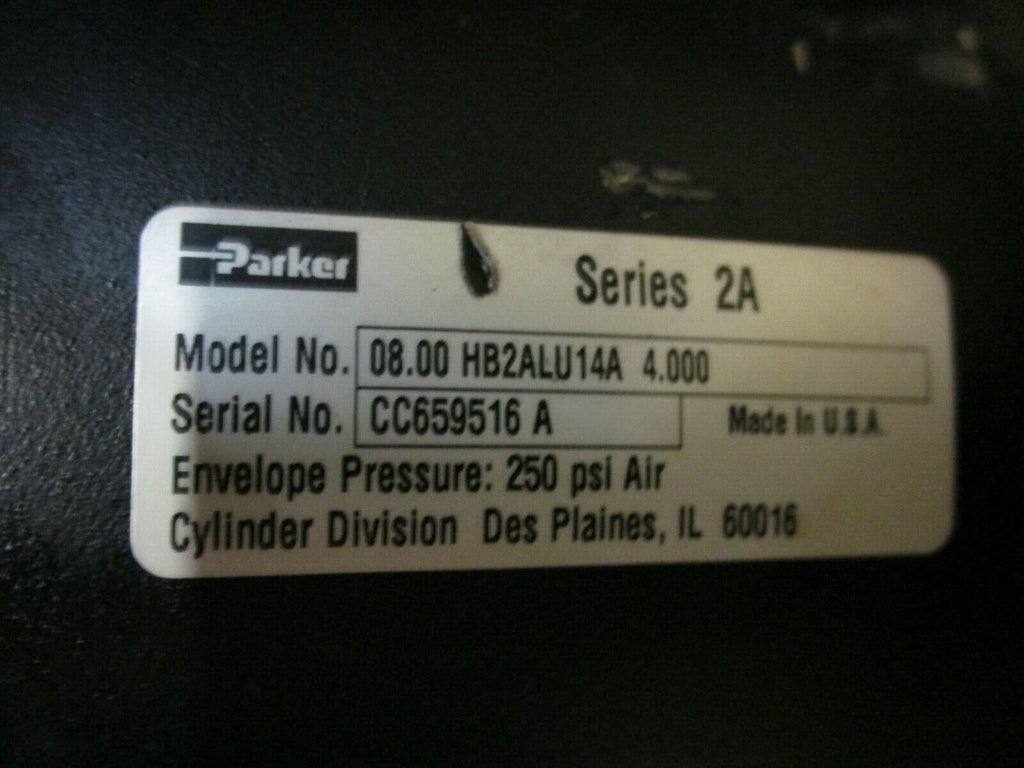 Parker
Series 2A
Model No. 08.00 HB2ALU14A 4.000
Serial No. CC659516 A Made In U.S.A.
Envelope Pressure: 250 psi Air
Cylinder Division Des Plaines, IL 60016